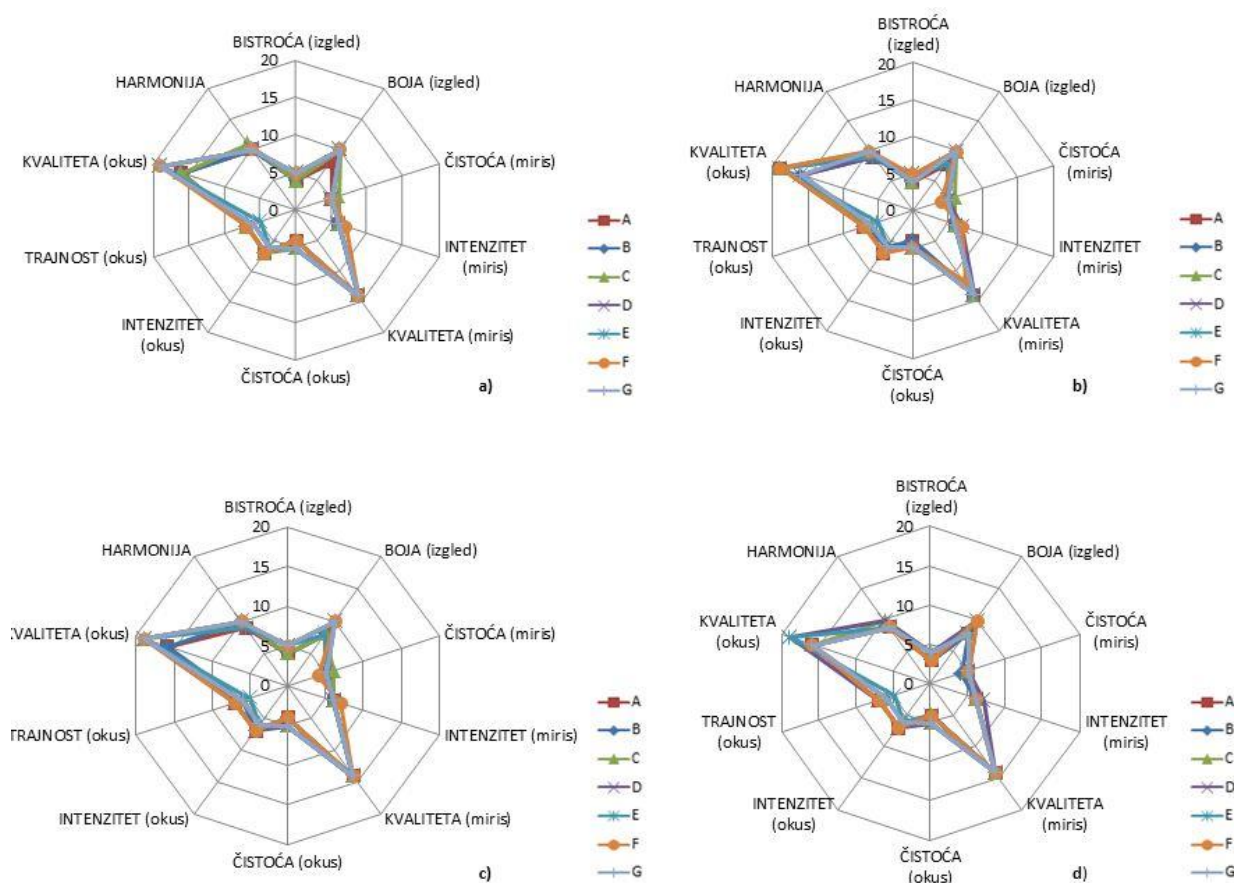 BISTROĆA (izgled)
20
15
10
5
0
BOJA (izgled)
ČISTOĆA (miris)
INTENZITET
(miris)
KVALITETA (miris)
ČISTOĆA (okus)
INTENZITET
(okus)
TRAJNOST (okus)
KVALITETA (okus)
HARMONIJA
A
B
C
D
E
F
G
a)
BISTROĆA
(izgled)
20
15
10
5
0
BOJA (izgled)
ČISTOĆA
(miris)
INTENZITET
(miris)
KVALITETA
(miris)
ČISTOĆA
(okus)
INTENZITET
(okus)
TRAJNOST
(okus)
KVALITETA
(okus)
HARMONIJA
A
B
C
D
E
F
G
b)
BISTROĆA (izgled)
20
15
10
5
0
BOJA (izgled)
ČISTOĆA (miris)
INTENZITET (miris)
KVALITETA (miris)
ČISTOĆA (okus)
INTENZITET (okus)
TRAJNOST (okus)
KVALITETA (okus)
HARMONIJA
A
B
C
D
E
F
G
c)
BISTROĆA
(izgled)
20
15
10
5
0
BOJA (izgled)
ČISTOĆA
(miris)
INTENZITET
(miris)
KVALITETA
(miris)
ČISTOĆA
(okus)
INTENZITET
(okus)
TRAJNOST
(okus)
KVALITETA
(okus)
HARMONIJA
A
B
C
D
E
F
G
d)